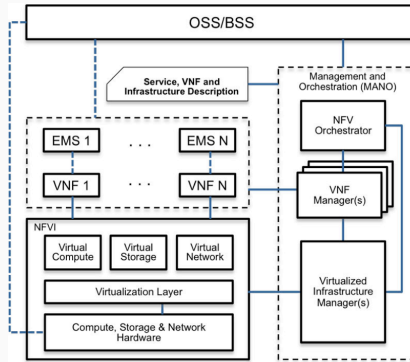 OSS/BSS
Service, VNF and
Infrastructure Description
Management and
Orchestration (MANO)
NFV
Orchestrator
EMS 1
. . .
EMS N
VNF 1
. . .
VNF N
VNF
Manager(s)
NFVI
Virtual
Compute
Virtual
Storage
Virtual
Network
Virtualization Layer
Virtualized
Infrastructure
Manager(s)
Compute, Storage & Network
Hardware